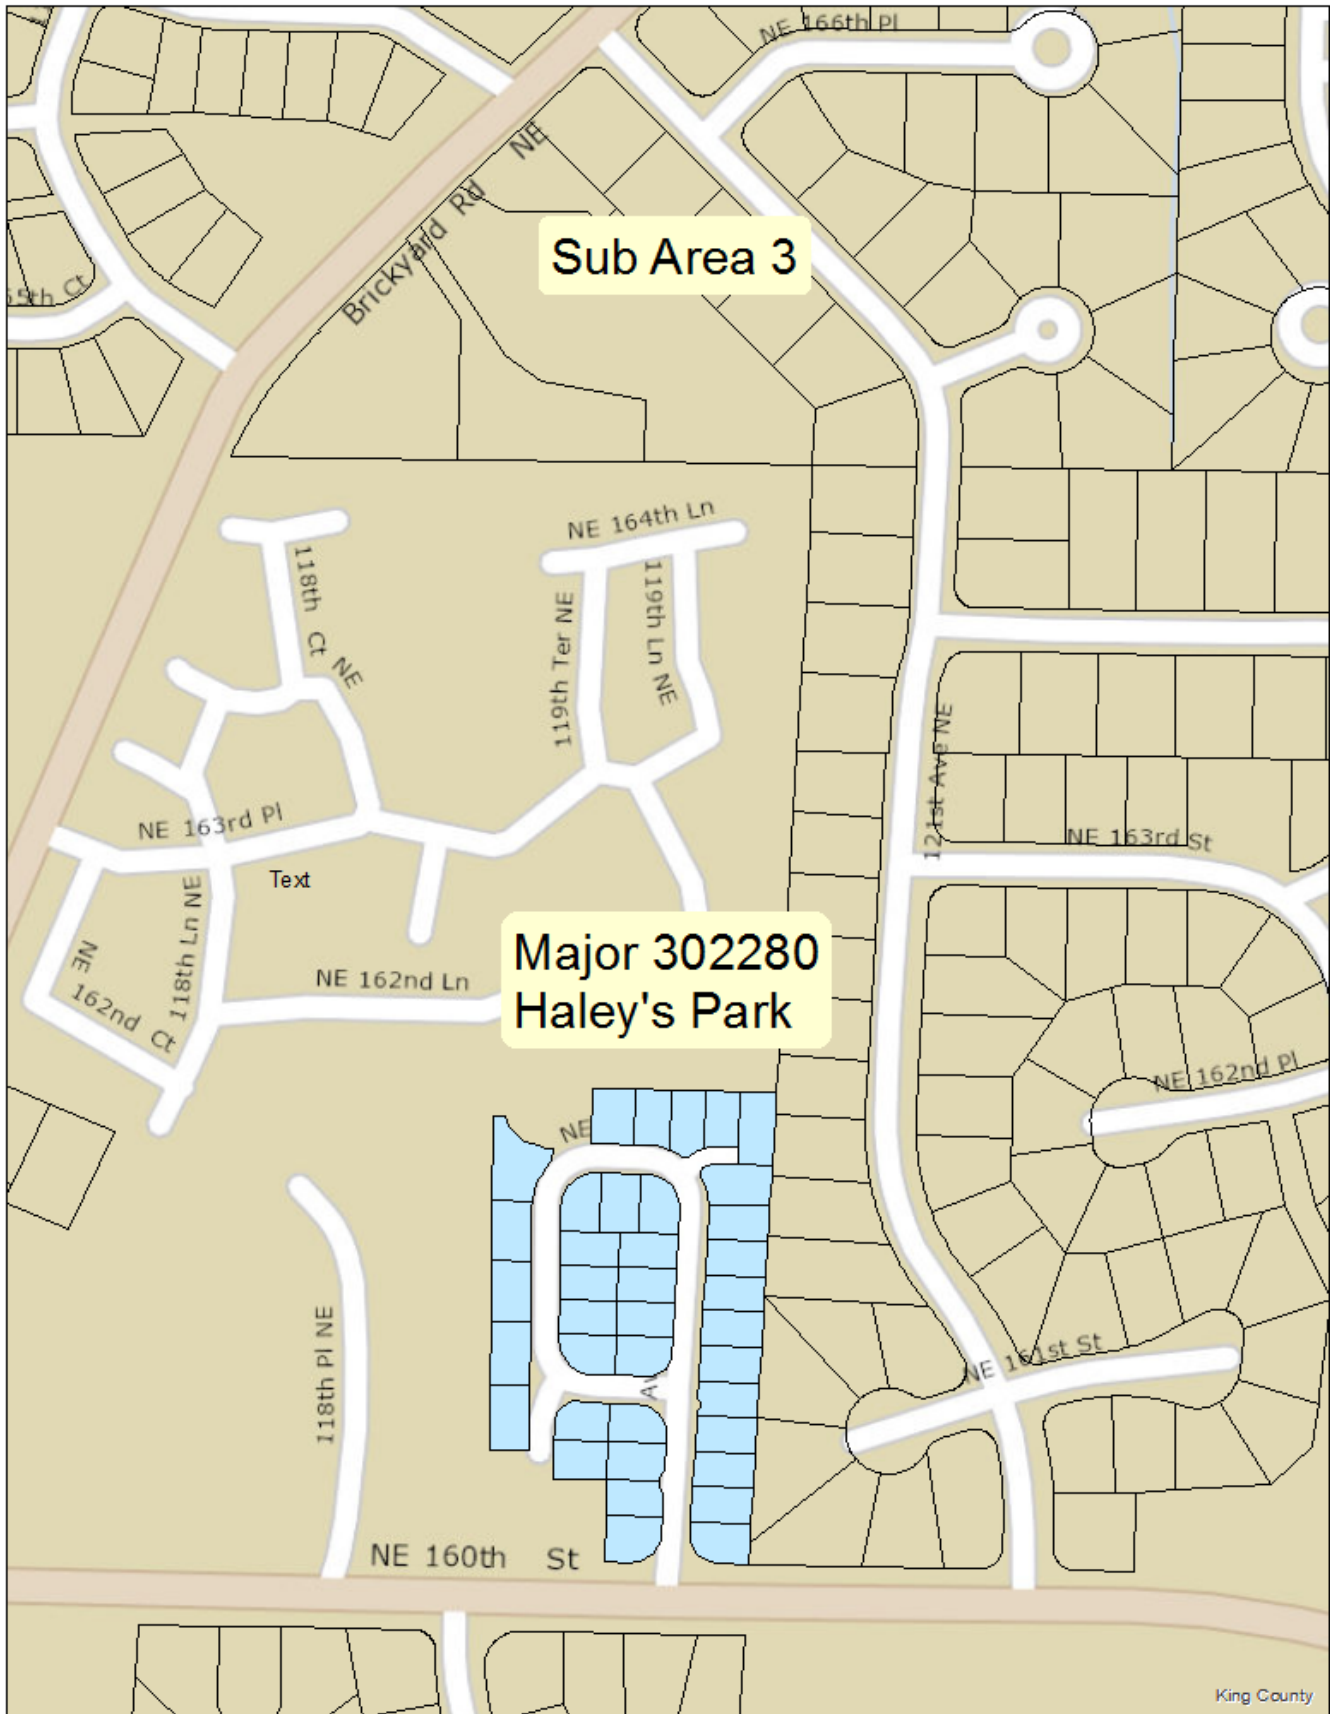 NE 166th Pl
Brickyard Rd NE
Sub Area 3
55th Ct
NE 164th Ln
118th Ct NE
119th Ter NE
119th Ln NE
121st Ave NE
NE 163rd Pl
NE 163rd St
Text
118th Ln NE
NE 162nd Ct
NE 162nd Ln
Major 302280
Haley's Park
NE 162nd Pl
NE
118th Pl NE
NE 161st St
NE 160th St
King County